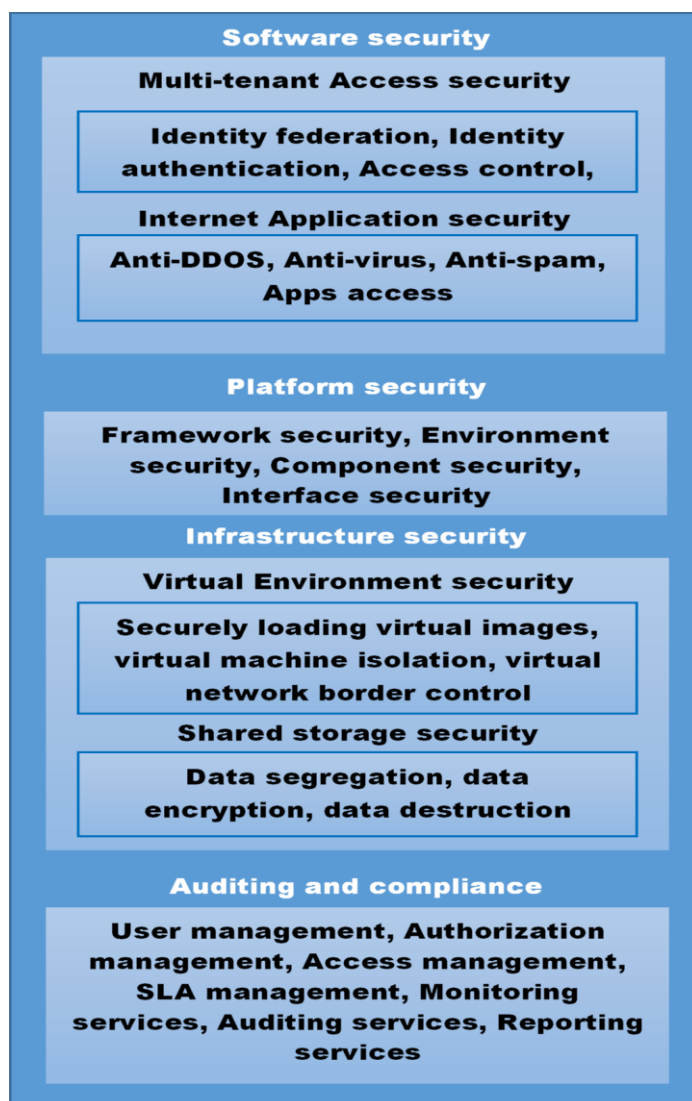 Software security
Multi-tenant Access security
Identity federation, Identity
authentication, Access control,
Internet Application security
Anti-DDOS, Anti-virus, Anti-spam,
Apps access
Platform security
Framework security, Environment
security, Component security,
Interface security
Infrastructure security
Virtual Environment security
Securely loading virtual images,
virtual machine isolation, virtual
network border control
Shared storage security
Data segregation, data
encryption, data destruction
Auditing and compliance
User management, Authorization
management, Access management,
SLA management, Monitoring
services, Auditing services, Reporting
services